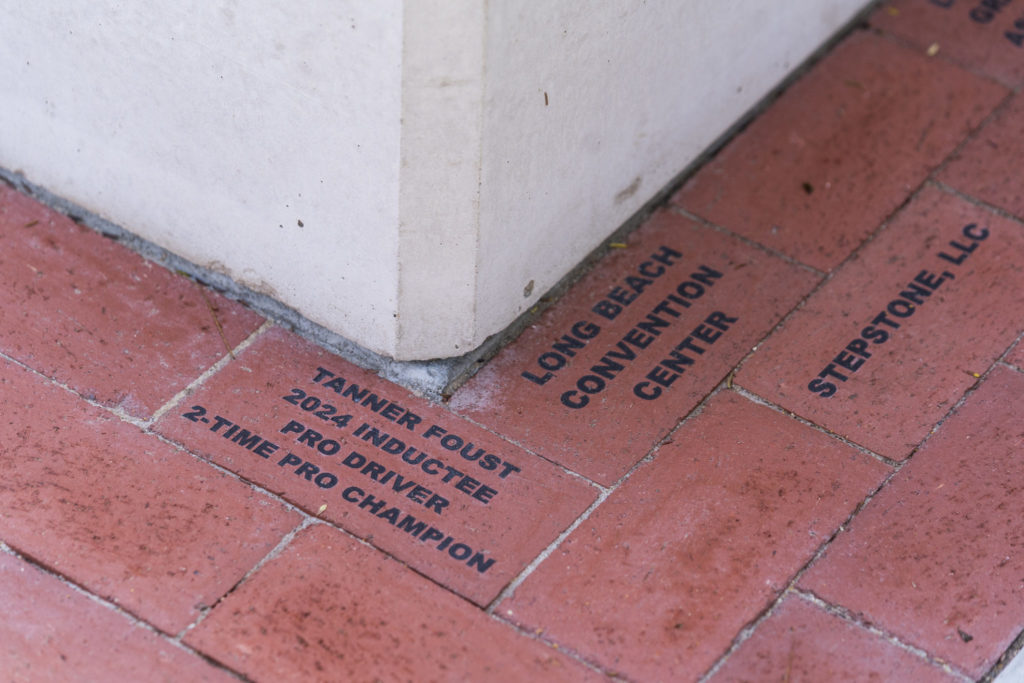 TANNER FOUST
2024 INDUCTEE
PRO DRIVER
2-TIME PRO CHAMPION
LONG BEACH
CONVENTION
CENTER
STEPSTONE, LLC